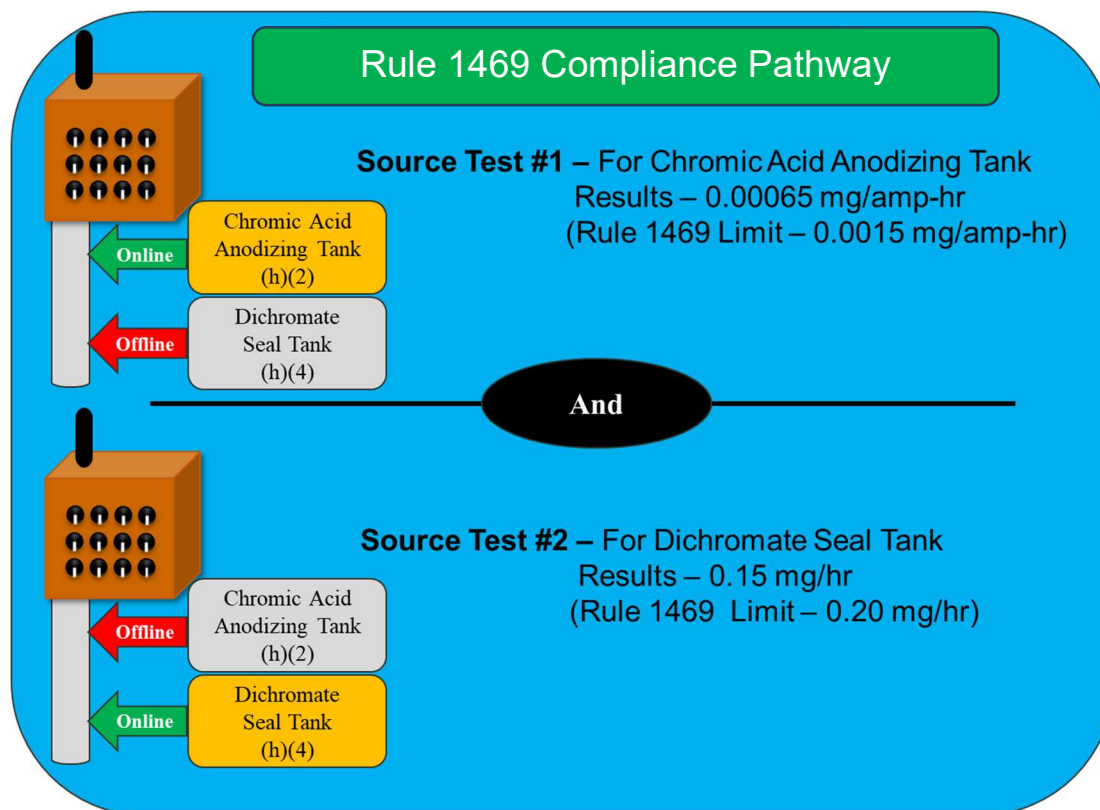 Rule 1469 Compliance Pathway
Source Test #1 – For Chromic Acid Anodizing Tank
Results – 0.00065 mg/amp-hr
(Rule 1469 Limit – 0.0015 mg/amp-hr)
Online
Chromic Acid
Anodizing Tank
(h)(2)
Offline
Dichromate
Seal Tank
(h)(4)
And
Source Test #2 – For Dichromate Seal Tank
Results – 0.15 mg/hr
(Rule 1469 Limit – 0.20 mg/hr)
Offline
Chromic Acid
Anodizing Tank
(h)(2)
Online
Dichromate
Seal Tank
(h)(4)